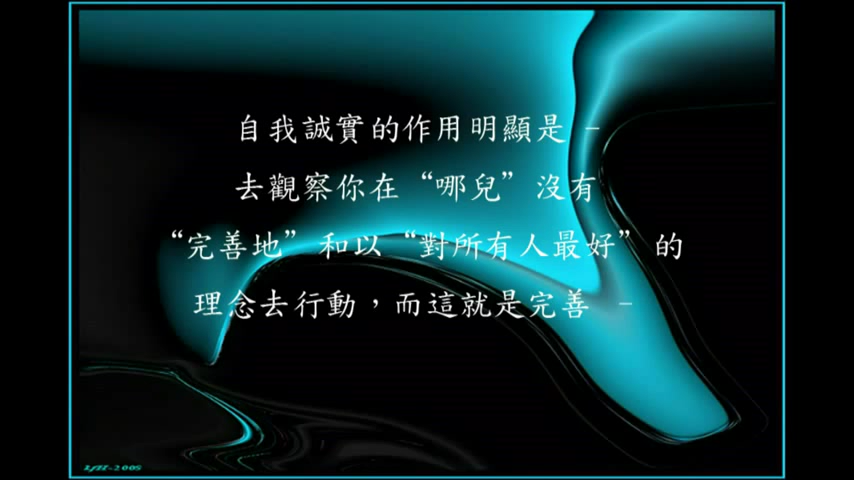 自我誠實的作用明顯是 -
去觀察你在“哪兒”沒有
“完善地”和以“對所有人最好”的
理念去行動，而這就是完善 -